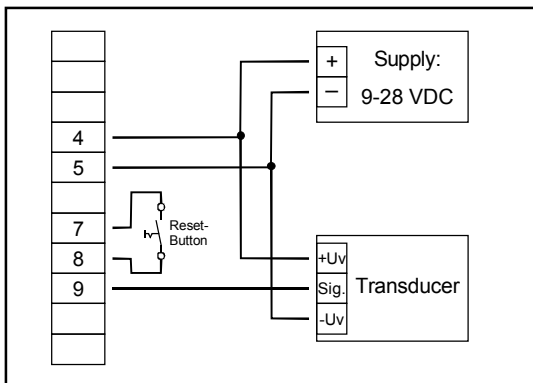 + Supply:
– 9-28 VDC
4
5
7
Reset-
Button
8
9
+Uv
Sig. Transducer
-Uv